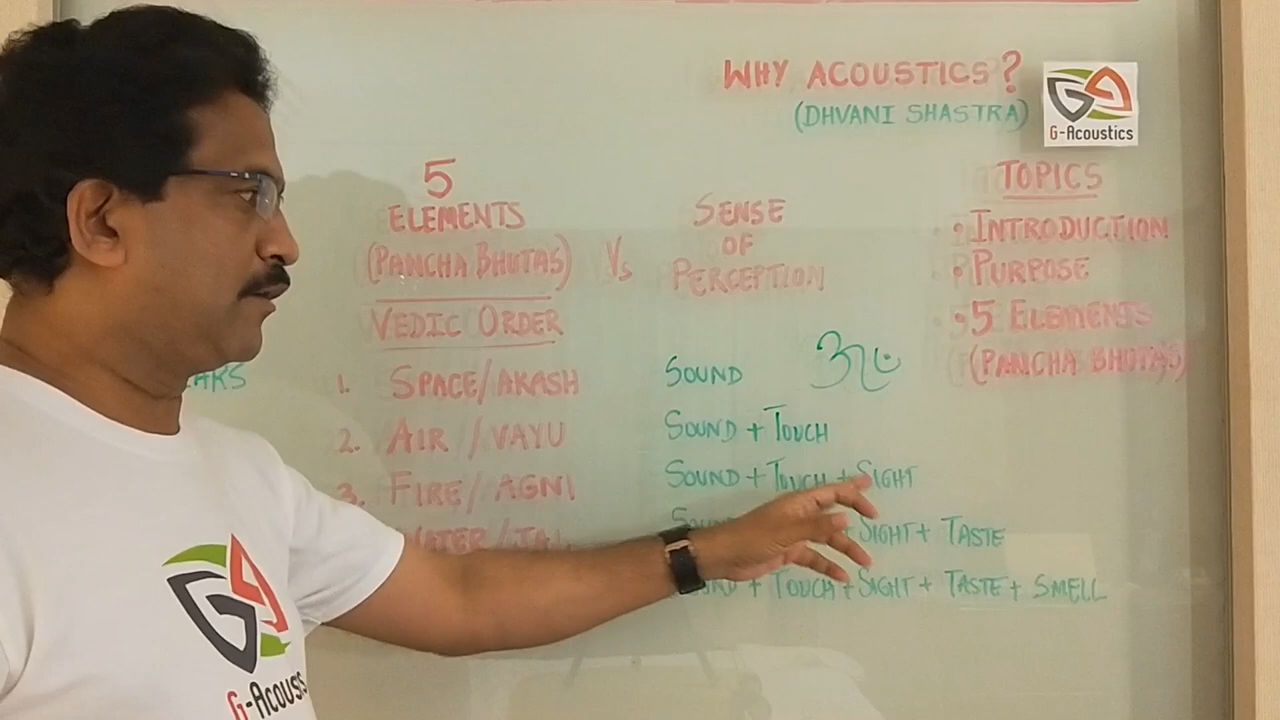 WHY ACOUSTICS?
(DHVANI SHASTRA)
G-Acoustics
5
ELEMENTS
(PANCHA BHUTAS)
VEDIC ORDER
Vs
SENSE
OF
PERCEPTION
TOPICS
• INTRODUCTION
• PURPOSE
• 5 ELEMENTS
(PANCHA BHUTAS)
1. SPACE/AKASH SOUND
2. AIR / VAYU SOUND + TOUCH
3. FIRE/ AGNI SOUND + TOUCH + SIGHT
+ SIGHT + TASTE
+ TOUCH + SIGHT + TASTE + SMELL
G-Acoustics